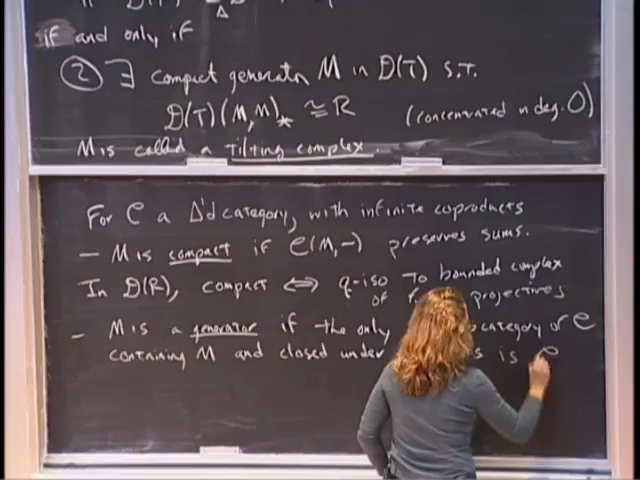 if and only if
② ∃ compact generator M in D(T) s.t.
D(T)(M,M)⁎ ≅ R (concentrated in deg. 0)
M is called a tilting complex.
For C a Δ'd category, with infinite coproducts
– M is compact if C(M,–) preserves sums.
In D(R), compact ⇔ q-iso to bounded complex
of projectives
– M is a generator if the only category of C
containing M and closed under is C